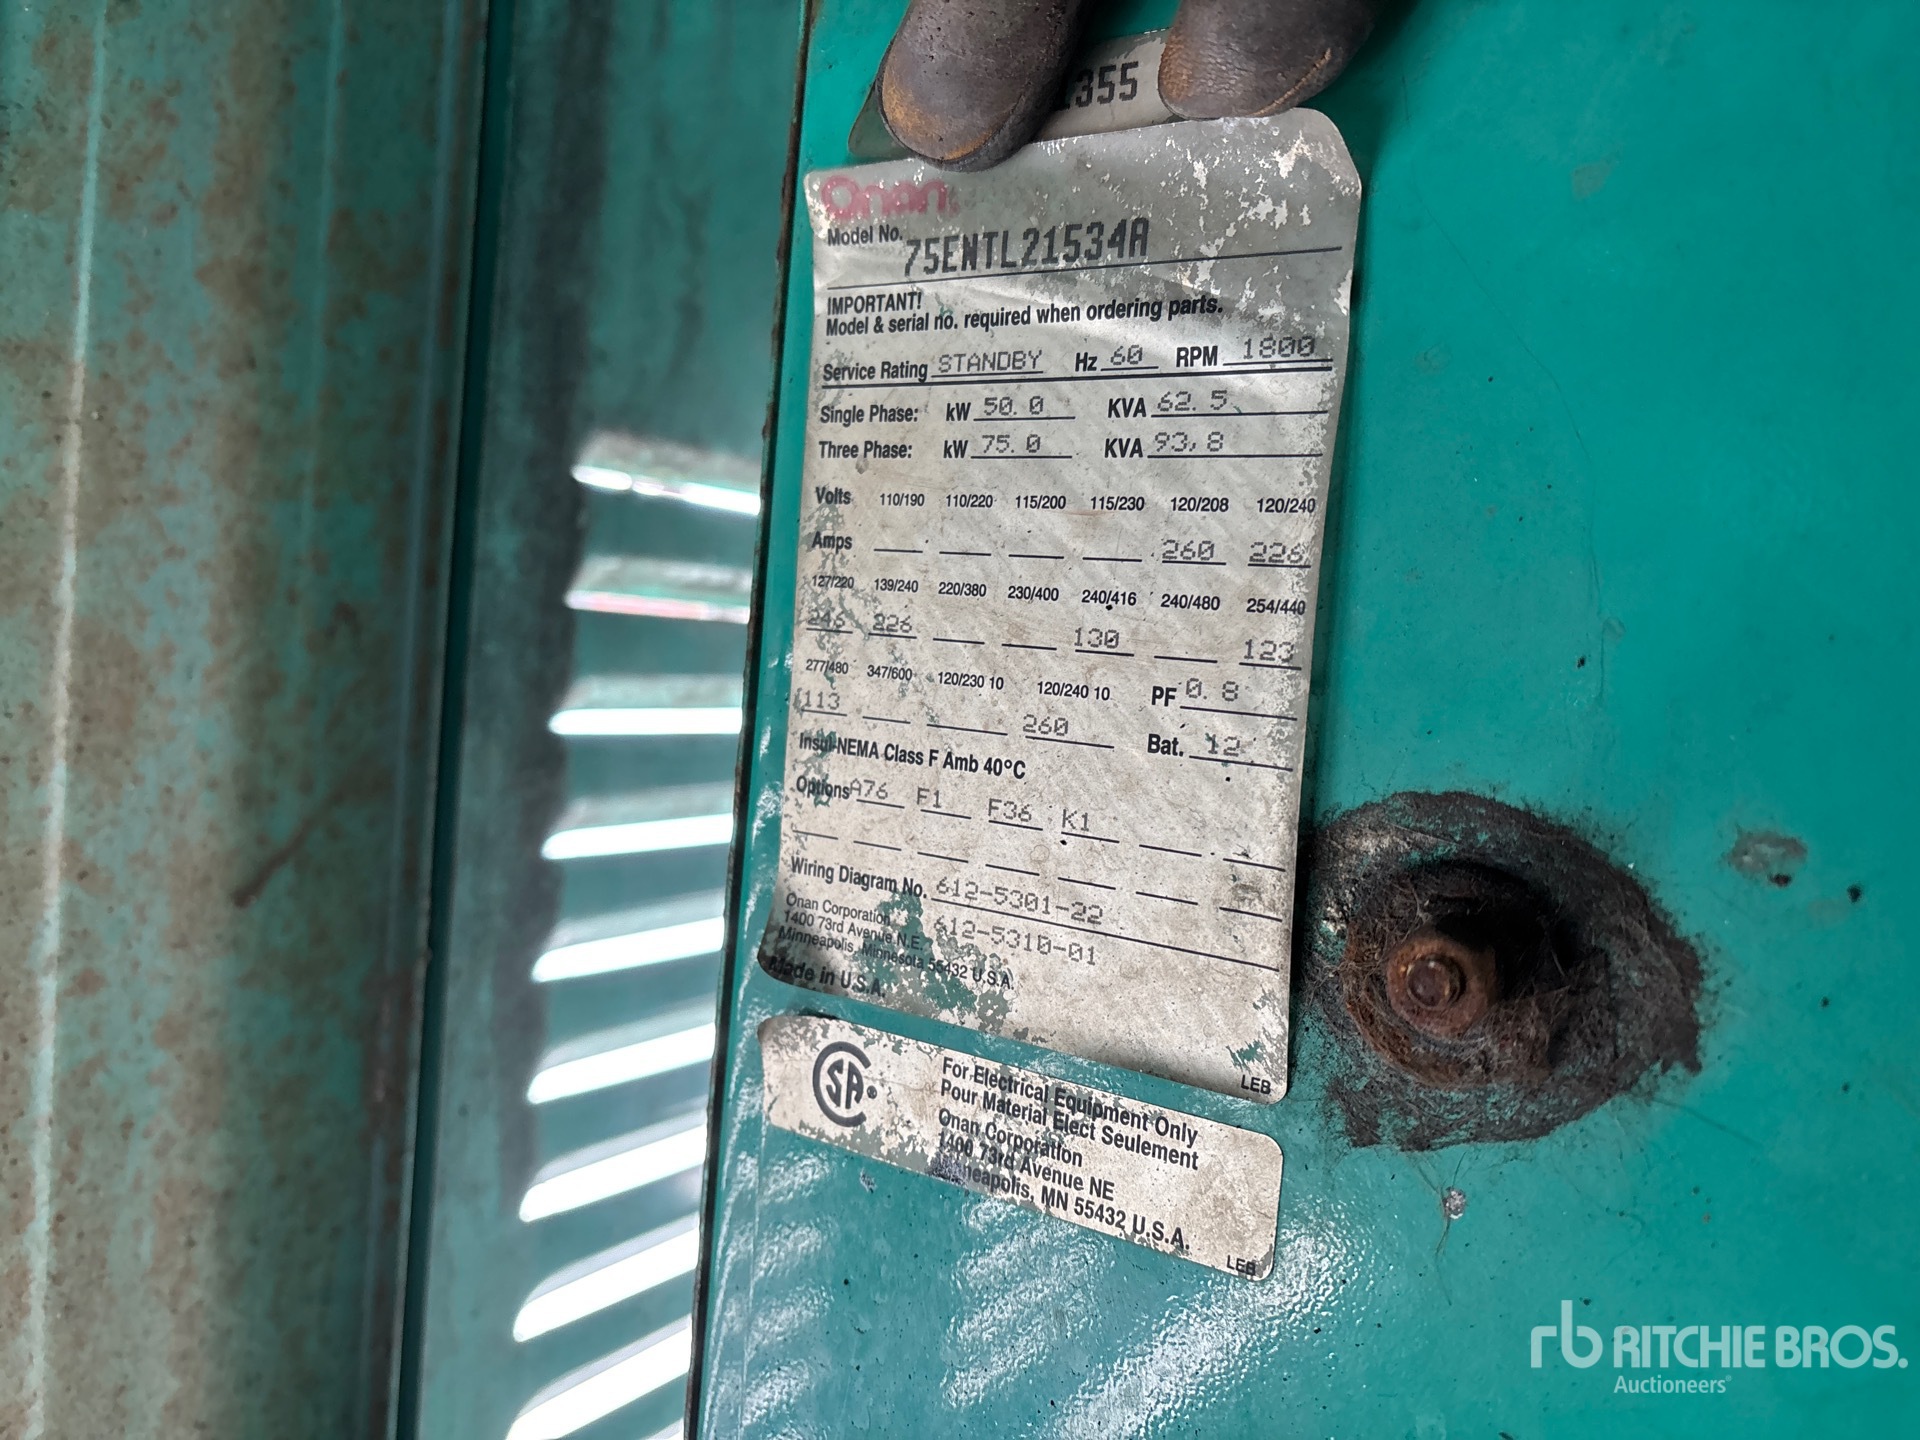 355
Onan
Model No. 75ENTL21534A
IMPORTANT!
Model & serial no. required when ordering parts.
Service Rating STANDBY Hz 60 RPM 1800
Single Phase: kW 50.0 KVA 62.5
Three Phase: kW 75.0 KVA 93,8
Volts 110/190 110/220 115/200 115/230 120/208 120/240
Amps 260 226
127/220 139/240 220/380 230/400 240/416 240/480 254/440
246 226 130 123
277/480 347/600 120/230 10 120/240 10 PF 0.8
113 260 Bat. 12
Insul-NEMA Class F Amb 40°C
Options A76 F1 F36 K1
Wiring Diagram No. 612-5301-22
612-5310-01
Onan Corporation
1400 73rd Avenue N.E.
Minneapolis, Minnesota 55432 U.S.A.
Made in U.S.A.
LEB
CSA®
For Electrical Equipment Only
Pour Material Elect Seulement
Onan Corporation
1400 73rd Avenue NE
Minneapolis, MN 55432 U.S.A.
LEB
rb RITCHIE BROS.
Auctioneers